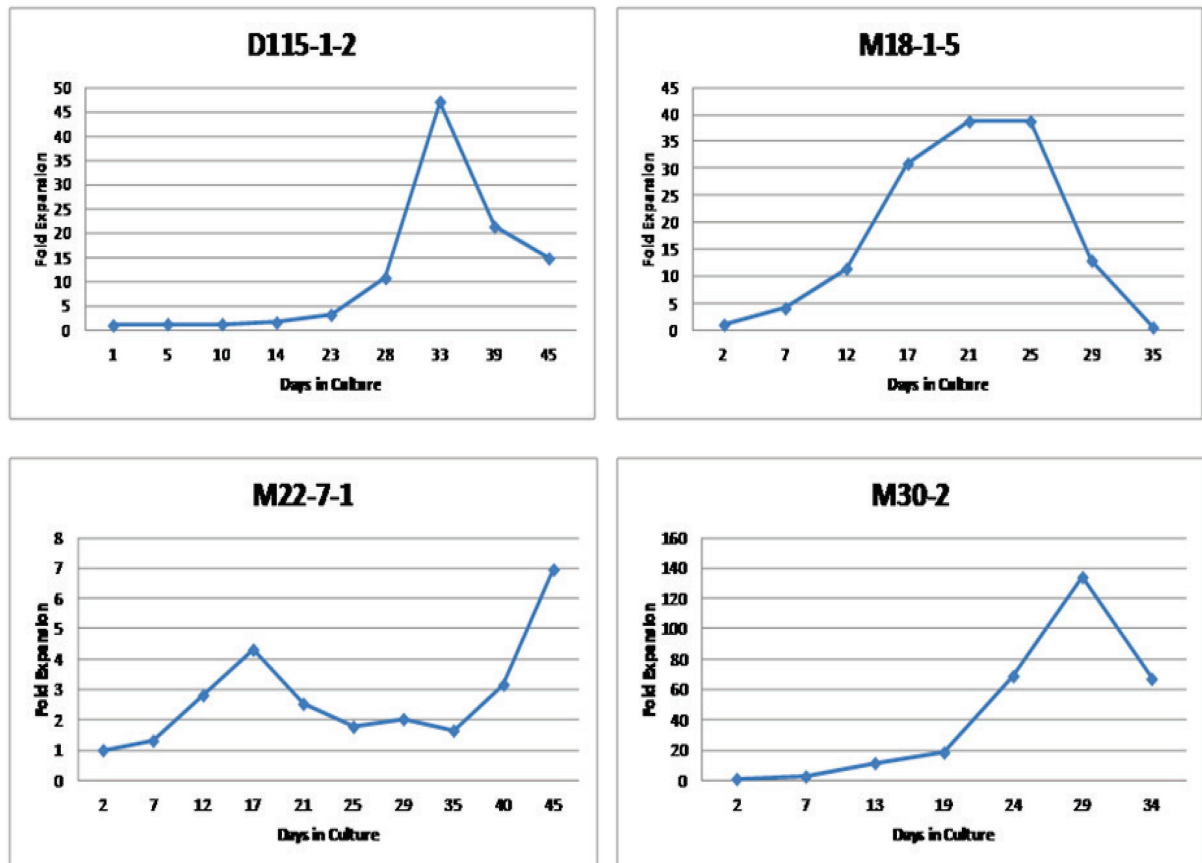 D115-1-2
50
45
40
35
30
25
20
15
10
5
0
Fold Expansion
1 5 10 14 23 28 33 39 45
Days in Culture
M18-1-5
45
40
35
30
25
20
15
10
5
0
Fold Expansion
2 7 12 17 21 25 29 35
Days in Culture
M22-7-1
8
7
6
5
4
3
2
1
0
Fold Expansion
2 7 12 17 21 25 29 35 40 45
Days in Culture
M30-2
160
140
120
100
80
60
40
20
0
Fold Expansion
2 7 13 19 24 29 34
Days in Culture